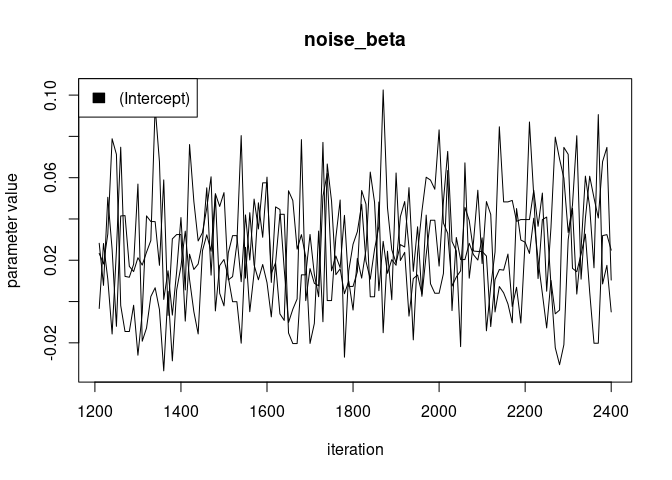 noise_beta
(Intercept)
parameter value
0.10
0.06
0.02
-0.02
1200 1400 1600 1800 2000 2200 2400
iteration